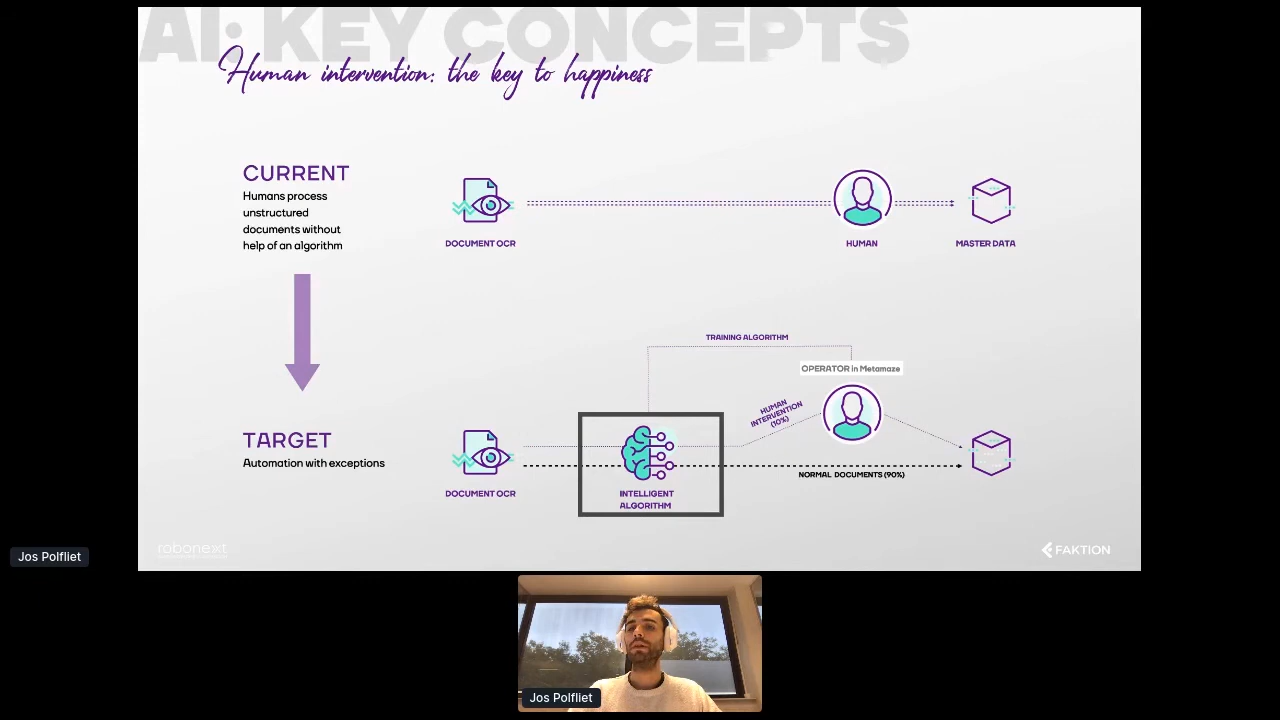 AI: KEY CONCEPTS
Human intervention: the key to happiness
CURRENT
Humans process
unstructured
documents without
help of an algorithm
DOCUMENT OCR
HUMAN
MASTER DATA
TRAINING ALGORITHM
OPERATOR in Metamaze
HUMAN
INTERVENTION
(10%)
TARGET
Automation with exceptions
DOCUMENT OCR
INTELLIGENT
ALGORITHM
NORMAL DOCUMENTS (90%)
robonext
FAKTION
Jos Polfliet
Jos Polfliet